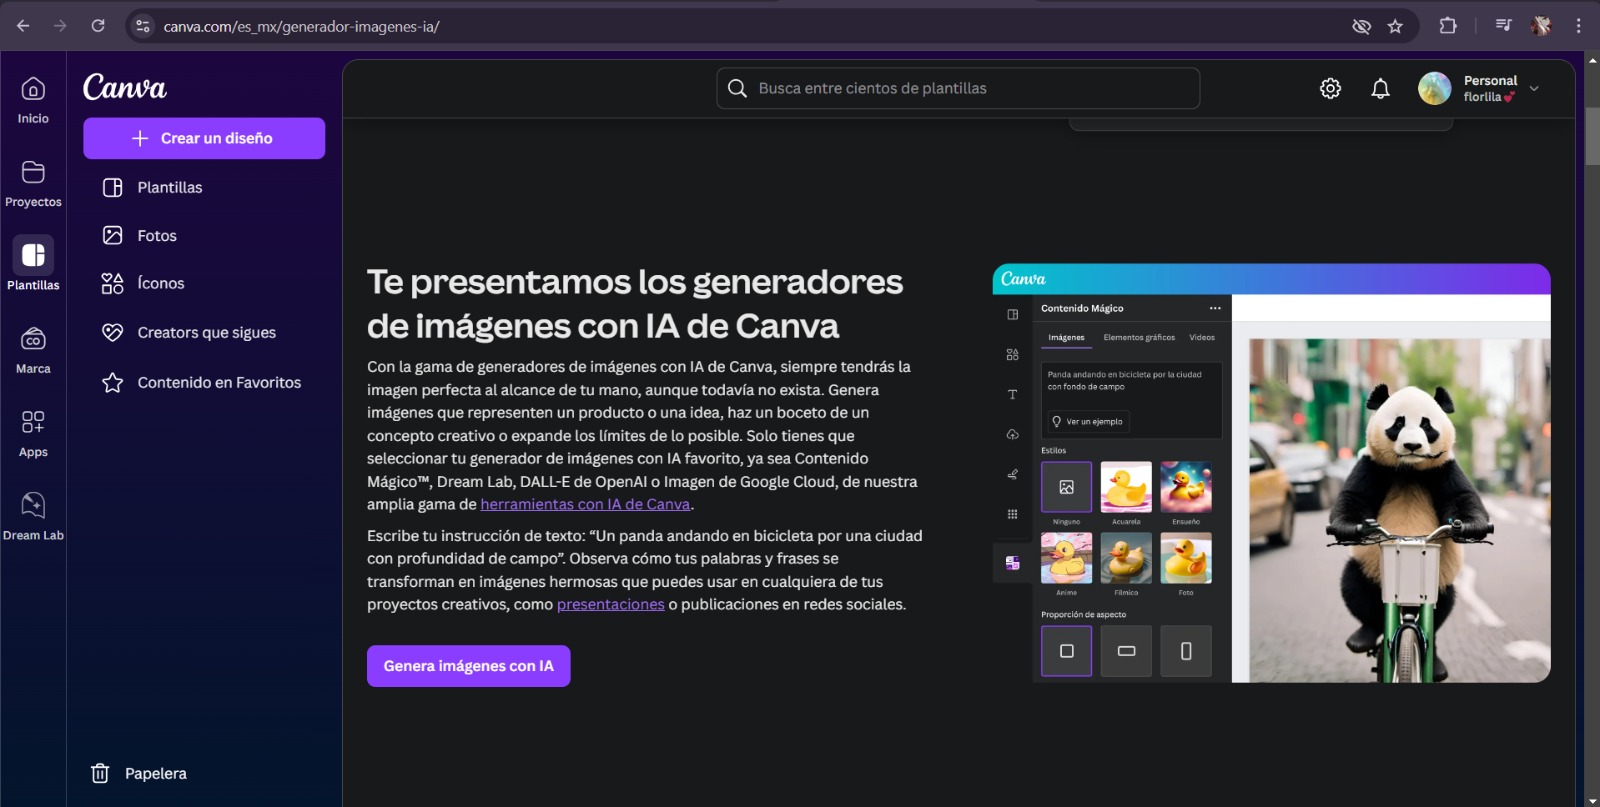 canva.com/es_mx/generador-imagenes-ia/
Inicio
Proyectos
Plantillas
Marca
Apps
Dream Lab
Canva
Crear un diseño
Plantillas
Fotos
Íconos
Creators que sigues
Contenido en Favoritos
Papelera
Busca entre cientos de plantillas
Personal
florlila💕
Te presentamos los generadores
de imágenes con IA de Canva
Con la gama de generadores de imágenes con IA de Canva, siempre tendrás la
imagen perfecta al alcance de tu mano, aunque todavía no exista. Genera
imágenes que representen un producto o una idea, haz un boceto de un
concepto creativo o expande los límites de lo posible. Solo tienes que
seleccionar tu generador de imágenes con IA favorito, ya sea Contenido
Mágico™, Dream Lab, DALL-E de OpenAI o Imagen de Google Cloud, de nuestra
amplia gama de herramientas con IA de Canva.
Escribe tu instrucción de texto: “Un panda andando en bicicleta por una ciudad
con profundidad de campo”. Observa cómo tus palabras y frases se
transforman en imágenes hermosas que puedes usar en cualquiera de tus
proyectos creativos, como presentaciones o publicaciones en redes sociales.
Genera imágenes con IA
Canva
Contenido Mágico
Imágenes Elementos gráficos Videos
Panda andando en bicicleta por la ciudad
con fondo de campo
Ver un ejemplo
Estilos
Ninguno Acuarela Ensueño
Anime Fílmico Foto
Proporción de aspecto